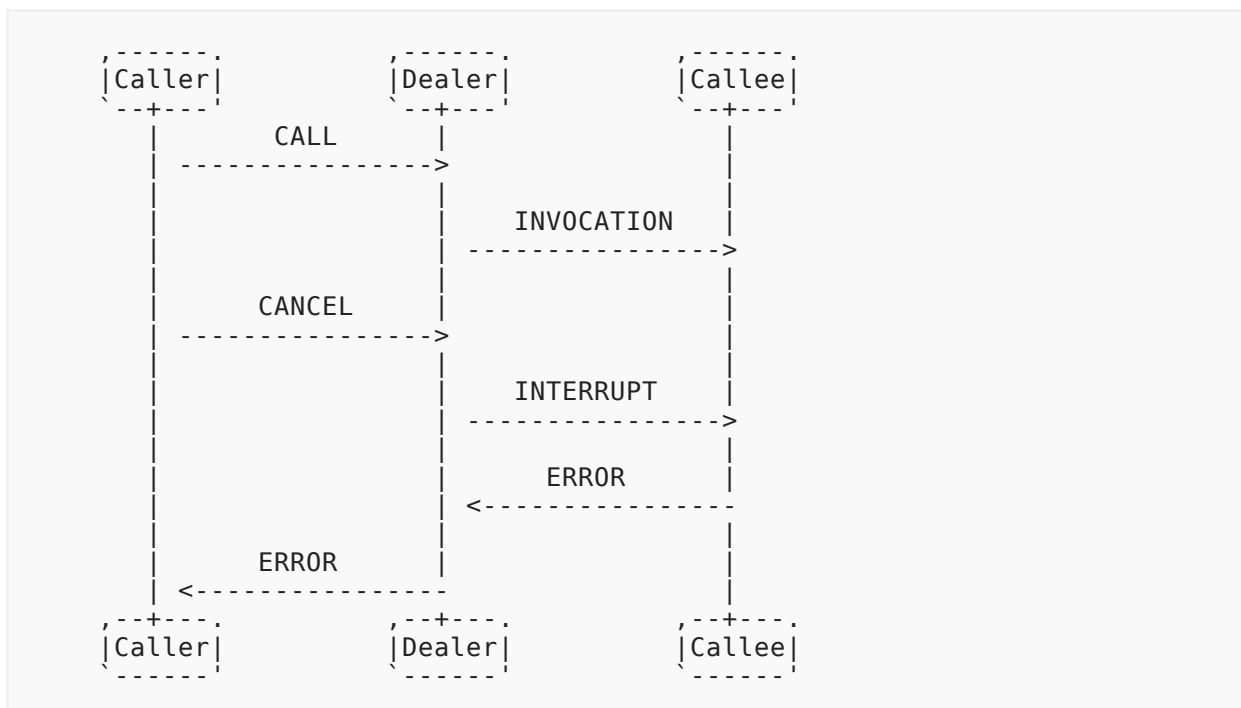 ,------. ,------. ,------.
|Caller| |Dealer| |Callee|
`--+---' `--+---' `--+---'
CALL
---------------->
INVOCATION
---------------->
CANCEL
---------------->
INTERRUPT
---------------->
ERROR
<----------------
ERROR
<----------------
,--+---. ,--+---. ,--+---.
|Caller| |Dealer| |Callee|
`------' `------' `------'